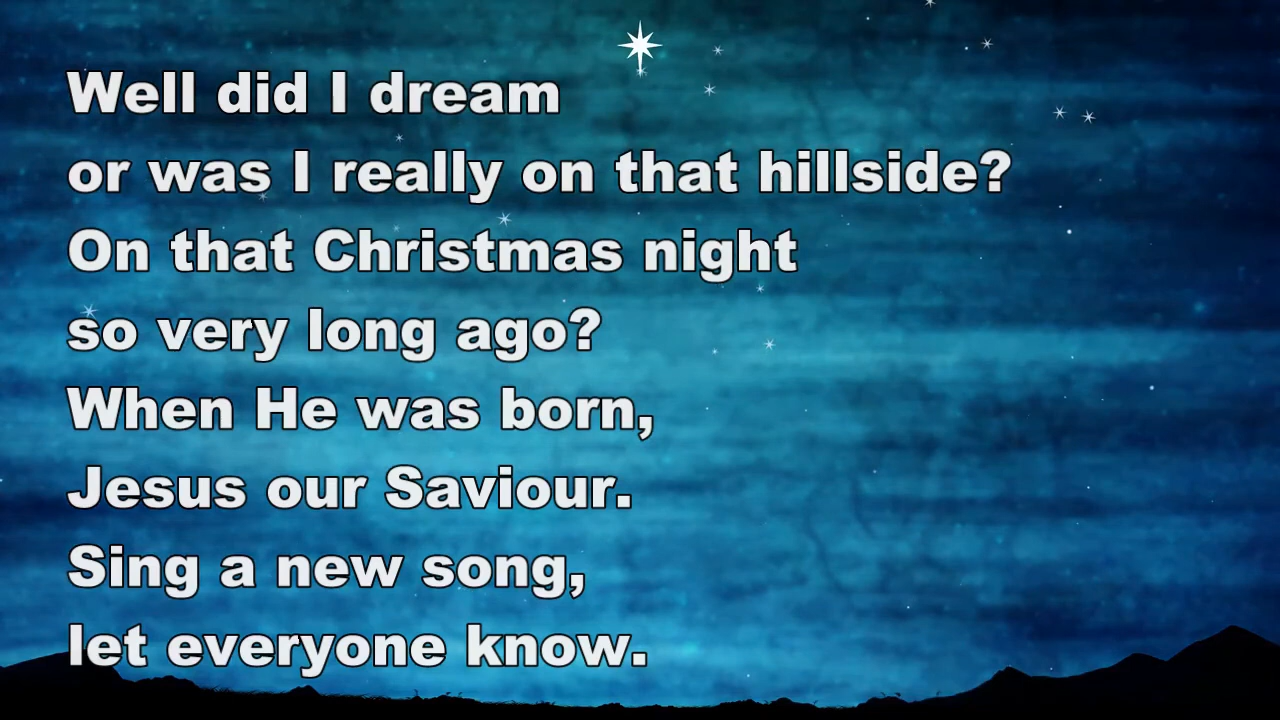 Well did I dream
or was I really on that hillside?
On that Christmas night
so very long ago?
When He was born,
Jesus our Saviour.
Sing a new song,
let everyone know.